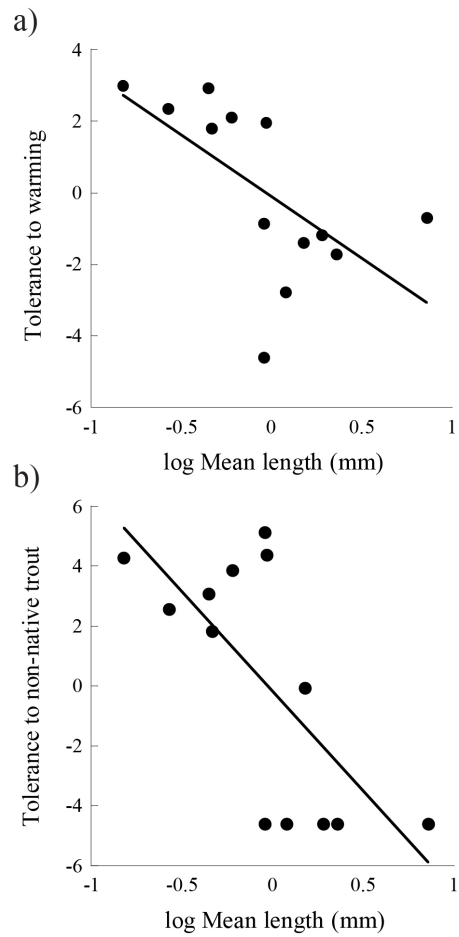 a)
4
2
0
-2
-4
-6
Tolerance to warming
-1 -0.5 0 0.5 1
log Mean length (mm)
b)
6
4
2
0
-2
-4
-6
Tolerance to non-native trout
-1 -0.5 0 0.5 1
log Mean length (mm)